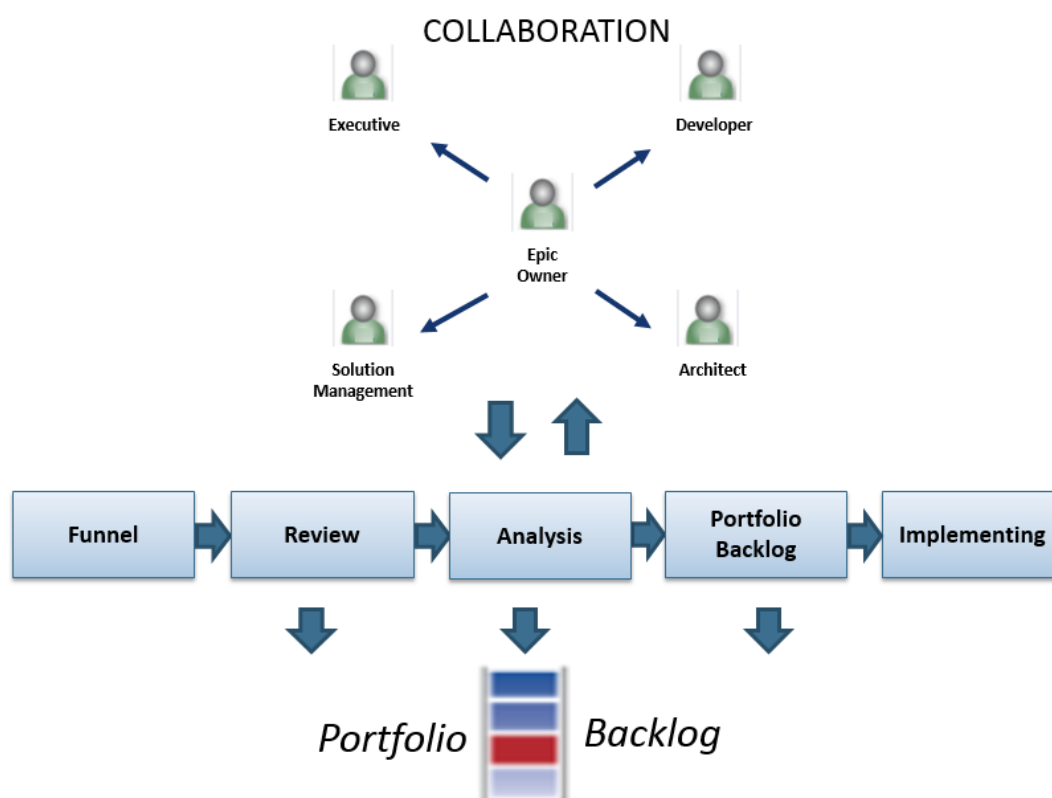 COLLABORATION
Executive
Developer
Epic
Owner
Solution
Management
Architect
Funnel
Review
Analysis
Portfolio
Backlog
Implementing
Portfolio
Backlog